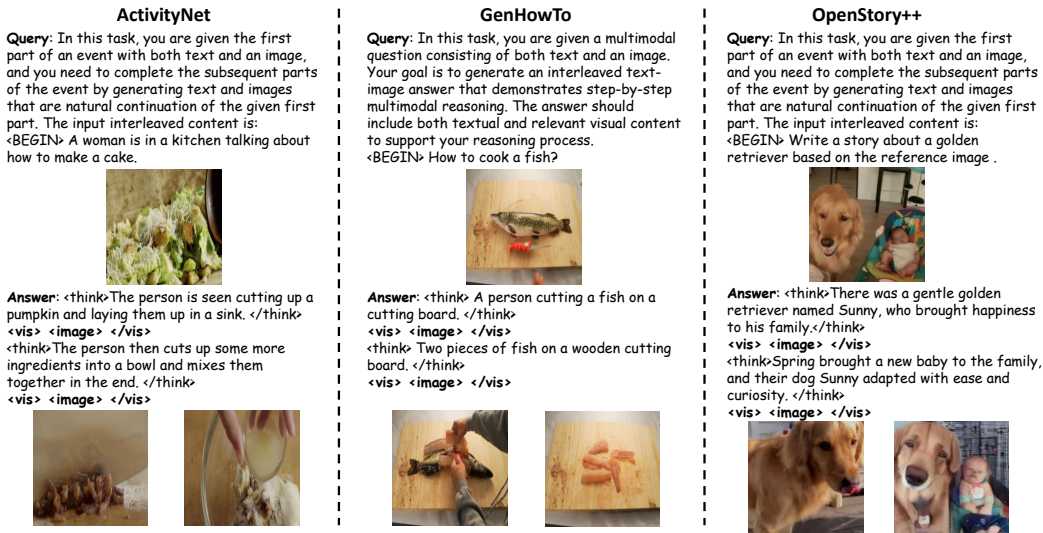 ActivityNet
Query: In this task, you are given the first
part of an event with both text and an image,
and you need to complete the subsequent parts
of the event by generating text and images
that are natural continuation of the given first
part. The input interleaved content is:
<BEGIN> A woman is in a kitchen talking about
how to make a cake.
Answer: <think>The person is seen cutting up a
pumpkin and laying them up in a sink. </think>
<vis> <image> </vis>
<think>The person then cuts up some more
ingredients into a bowl and mixes them
together in the end. </think>
<vis> <image> </vis>
GenHowTo
Query: In this task, you are given a multimodal
question consisting of both text and an image.
Your goal is to generate an interleaved text-
image answer that demonstrates step-by-step
multimodal reasoning. The answer should
include both textual and relevant visual content
to support your reasoning process.
<BEGIN> How to cook a fish?
Answer: <think> A person cutting a fish on a
cutting board. </think>
<vis> <image> </vis>
<think> Two pieces of fish on a wooden cutting
board. </think>
<vis> <image> </vis>
OpenStory++
Query: In this task, you are given the first
part of an event with both text and an image,
and you need to complete the subsequent parts
of the event by generating text and images
that are natural continuation of the given first
part. The input interleaved content is:
<BEGIN> Write a story about a golden
retriever based on the reference image .
Answer: <think>There was a gentle golden
retriever named Sunny, who brought happiness
to his family.</think>
<vis> <image> </vis>
<think>Spring brought a new baby to the family,
and their dog Sunny adapted with ease and
curiosity. </think>
<vis> <image> </vis>